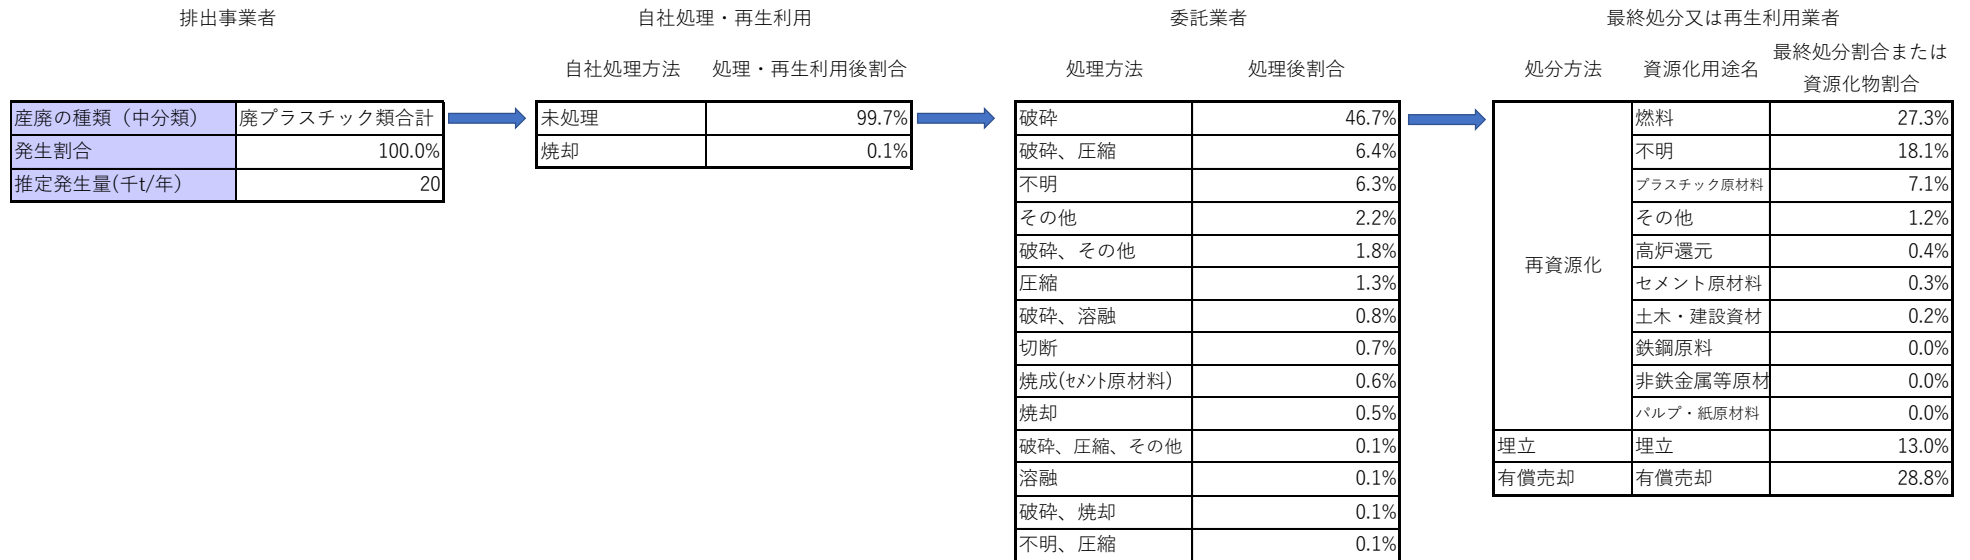 排出事業者 自社処理・再生利用 委託業者 最終処分又は再生利用業者
自社処理方法 処理・再生利用後割合 処理方法 処理後割合 処分方法 資源化用途名 最終処分割合または
資源化物割合
産廃の種類（中分類） 廃プラスチック類合計 未処理 99.7% 破砕 46.7% 燃料 27.3%
発生割合 100.0% 焼却 0.1% 破砕、圧縮 6.4% 不明 18.1%
推定発生量(千t/年) 20 不明 6.3% プラスチック原材料 7.1%
その他 2.2% その他 1.2%
破砕、その他 1.8% 高炉還元 0.4%
再資源化
圧縮 1.3% セメント原材料 0.3%
破砕、溶融 0.8% 土木・建設資材 0.2%
切断 0.7% 鉄鋼原料 0.0%
焼成(ｾﾒﾝﾄ原材料) 0.6% 非鉄金属等原材 0.0%
焼却 0.5% パルプ・紙原材料 0.0%
破砕、圧縮、その他 0.1% 埋立 埋立 13.0%
溶融 0.1% 有償売却 有償売却 28.8%
破砕、焼却 0.1%
不明、圧縮 0.1%